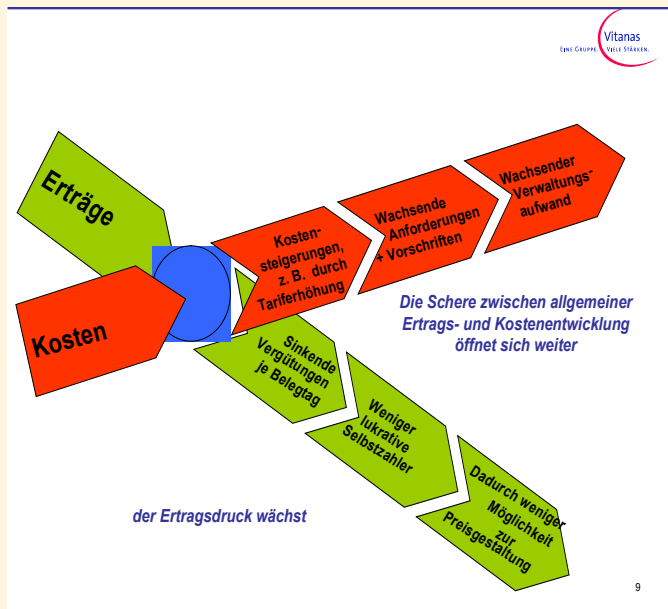 Vitanas
EINE GRUPPE. VIELE STÄRKEN.
Erträge
Kosten
Kosten-
steigerungen,
z. B. durch
Tariferhöhung
Wachsende
Anforderungen
+ Vorschriften
Wachsender
Verwaltungs-
aufwand
Die Schere zwischen allgemeiner
Ertrags- und Kostenentwicklung
öffnet sich weiter
Sinkende
Vergütungen
je Belegtag
Weniger
lukrative
Selbstzahler
Dadurch weniger
Möglichkeit
zur
Preisgestaltung
der Ertragsdruck wächst
9